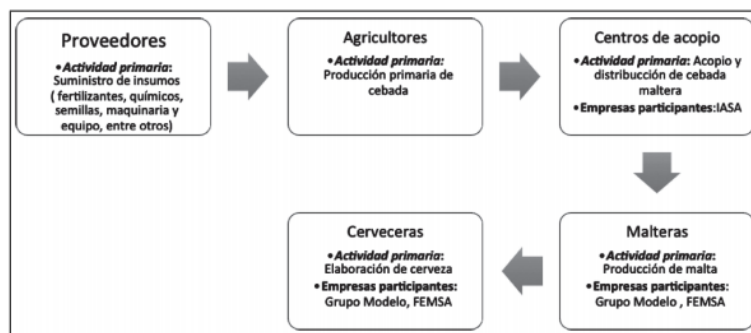 Proveedores
•Actividad primaria:
Suministro de insumos
( fertilizantes, químicos,
semillas, maquinaria y
equipo, entre otros)
Agricultores
•Actividad primaria:
Producción primaria de
cebada
Centros de acopio
•Actividad primaria: Acopio y
distribucción de cebada
maltera
•Empresas participantes:IASA
Cerveceras
•Actividad primaria:
Elaboración de cerveza
•Empresas participantes:
Grupo Modelo, FEMSA
Malteras
•Actividad primaria:
Producción de malta
•Empresas participantes:
Grupo Modelo , FEMSA